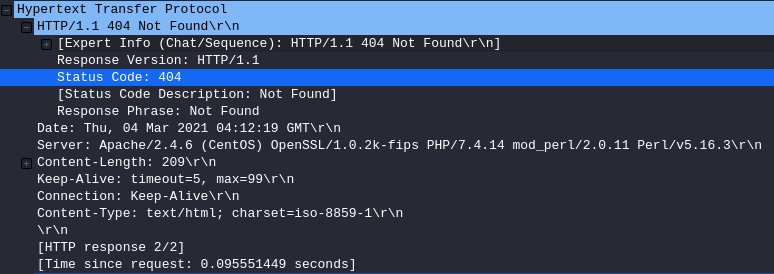 Hypertext Transfer Protocol
HTTP/1.1 404 Not Found\r\n
[Expert Info (Chat/Sequence): HTTP/1.1 404 Not Found\r\n]
Response Version: HTTP/1.1
Status Code: 404
[Status Code Description: Not Found]
Response Phrase: Not Found
Date: Thu, 04 Mar 2021 04:12:19 GMT\r\n
Server: Apache/2.4.6 (CentOS) OpenSSL/1.0.2k-fips PHP/7.4.14 mod_perl/2.0.11 Perl/v5.16.3\r\n
Content-Length: 209\r\n
Keep-Alive: timeout=5, max=99\r\n
Connection: Keep-Alive\r\n
Content-Type: text/html; charset=iso-8859-1\r\n
\r\n
[HTTP response 2/2]
[Time since request: 0.095551449 seconds]